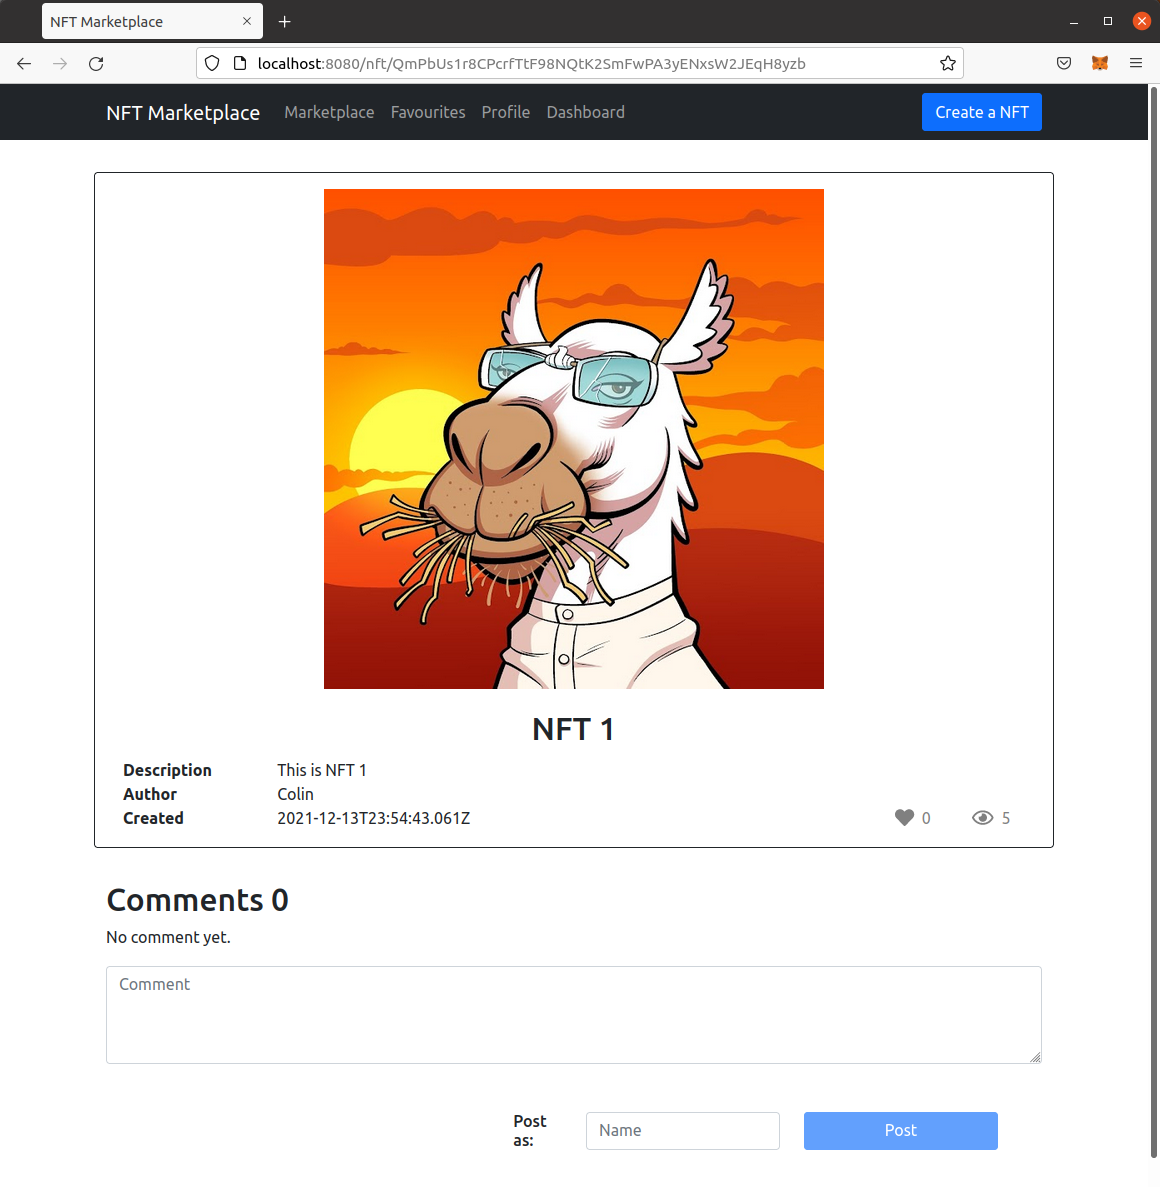 NFT Marketplace
localhost:8080/nft/QmPbUs1r8CPcrfTtF98NQtK2SmFwPA3yENxsW2JEqH8yzb
NFT Marketplace Marketplace Favourites Profile Dashboard Create a NFT
NFT 1
Description This is NFT 1
Author Colin
Created 2021-12-13T23:54:43.061Z 0 5
Comments 0
No comment yet.
Comment
Post as: Name Post